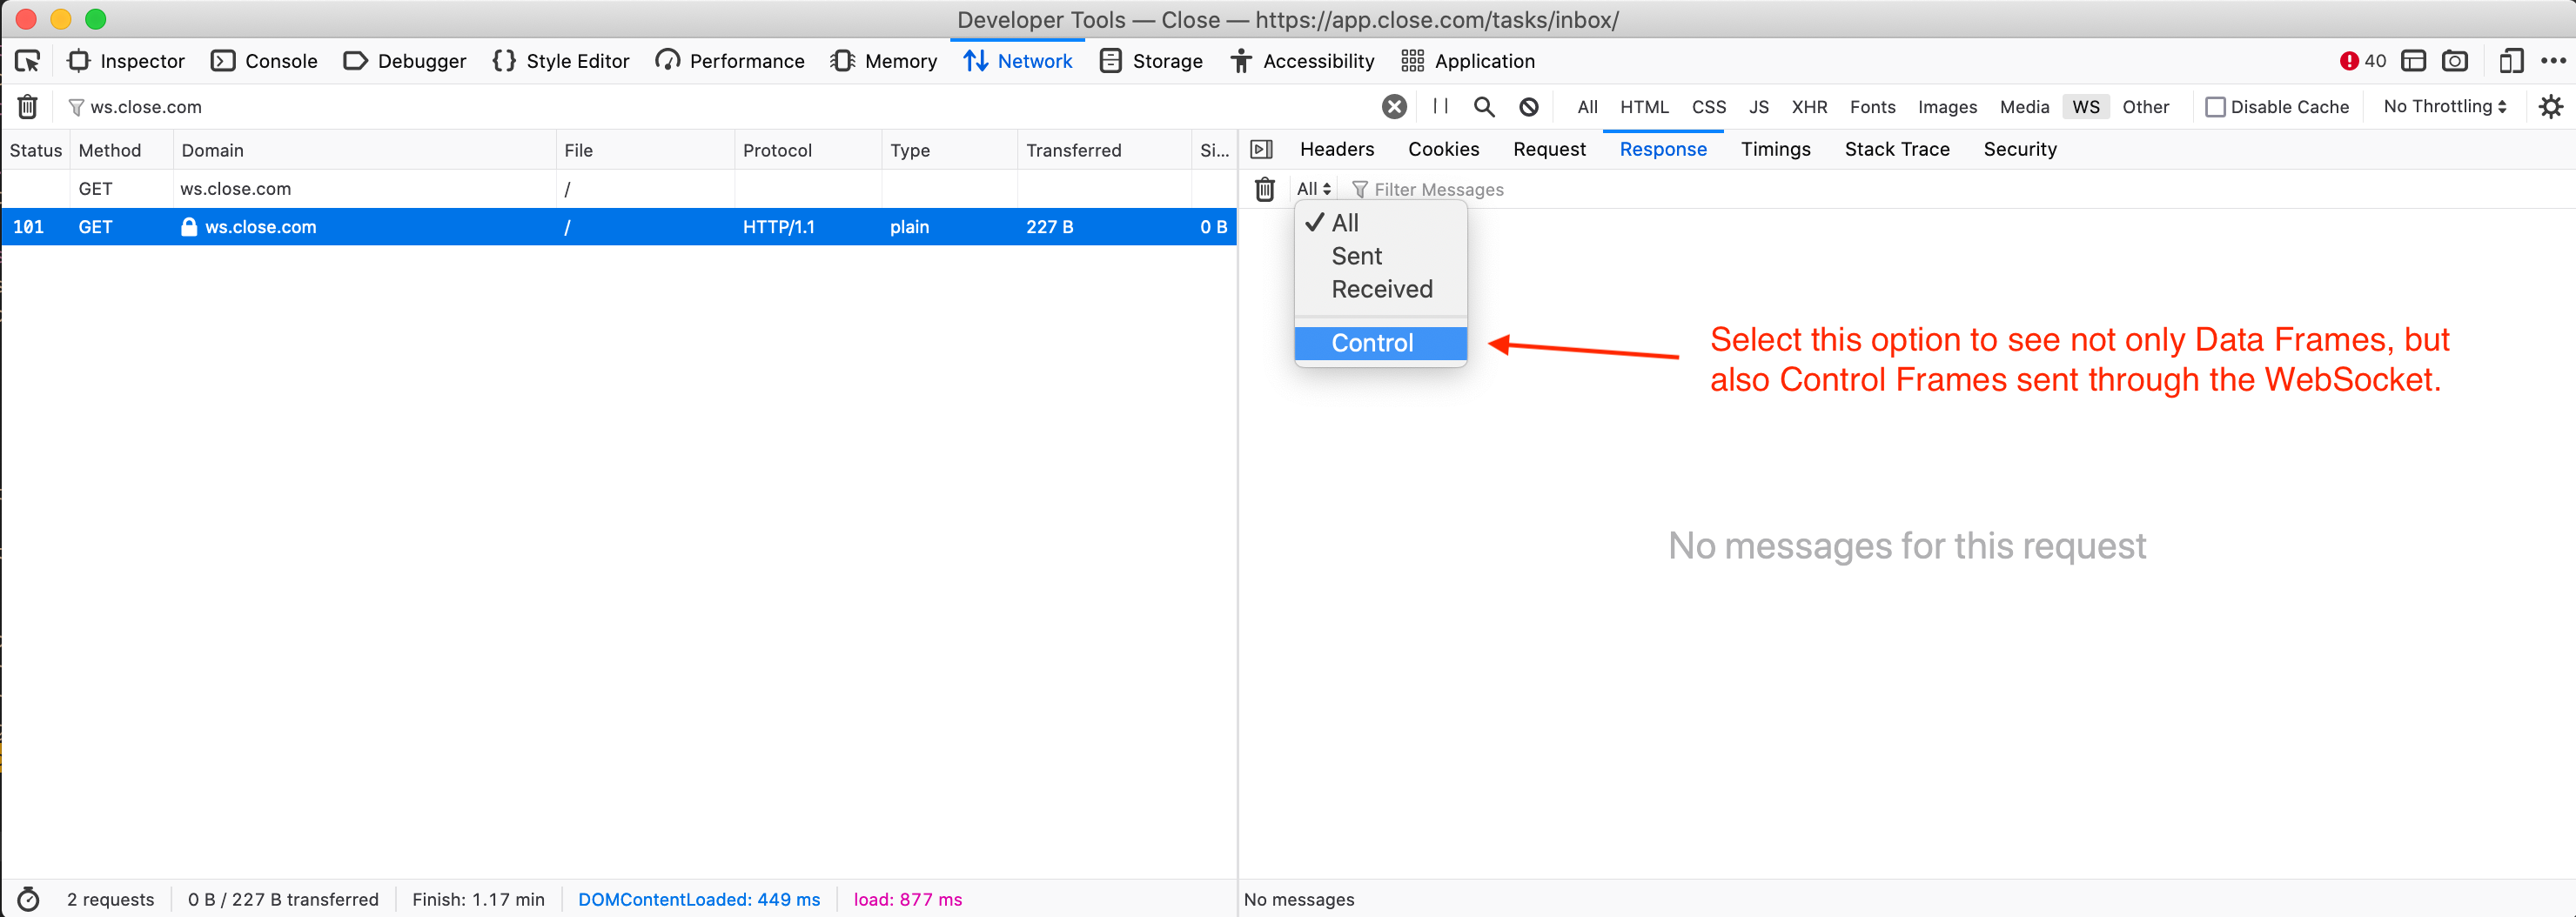 Developer Tools — Close — https://app.close.com/tasks/inbox/
Inspector Console Debugger Style Editor Performance Memory Network Storage Accessibility Application 40
ws.close.com All HTML CSS JS XHR Fonts Images Media WS Other Disable Cache No Throttling
Status Method Domain File Protocol Type Transferred Si...
GET ws.close.com /
101 GET ws.close.com / HTTP/1.1 plain 227 B 0 B
Headers Cookies Request Response Timings Stack Trace Security
All Filter Messages
All
Sent
Received
Control
Select this option to see not only Data Frames, but
also Control Frames sent through the WebSocket.
No messages for this request
2 requests 0 B / 227 B transferred Finish: 1.17 min DOMContentLoaded: 449 ms load: 877 ms
No messages